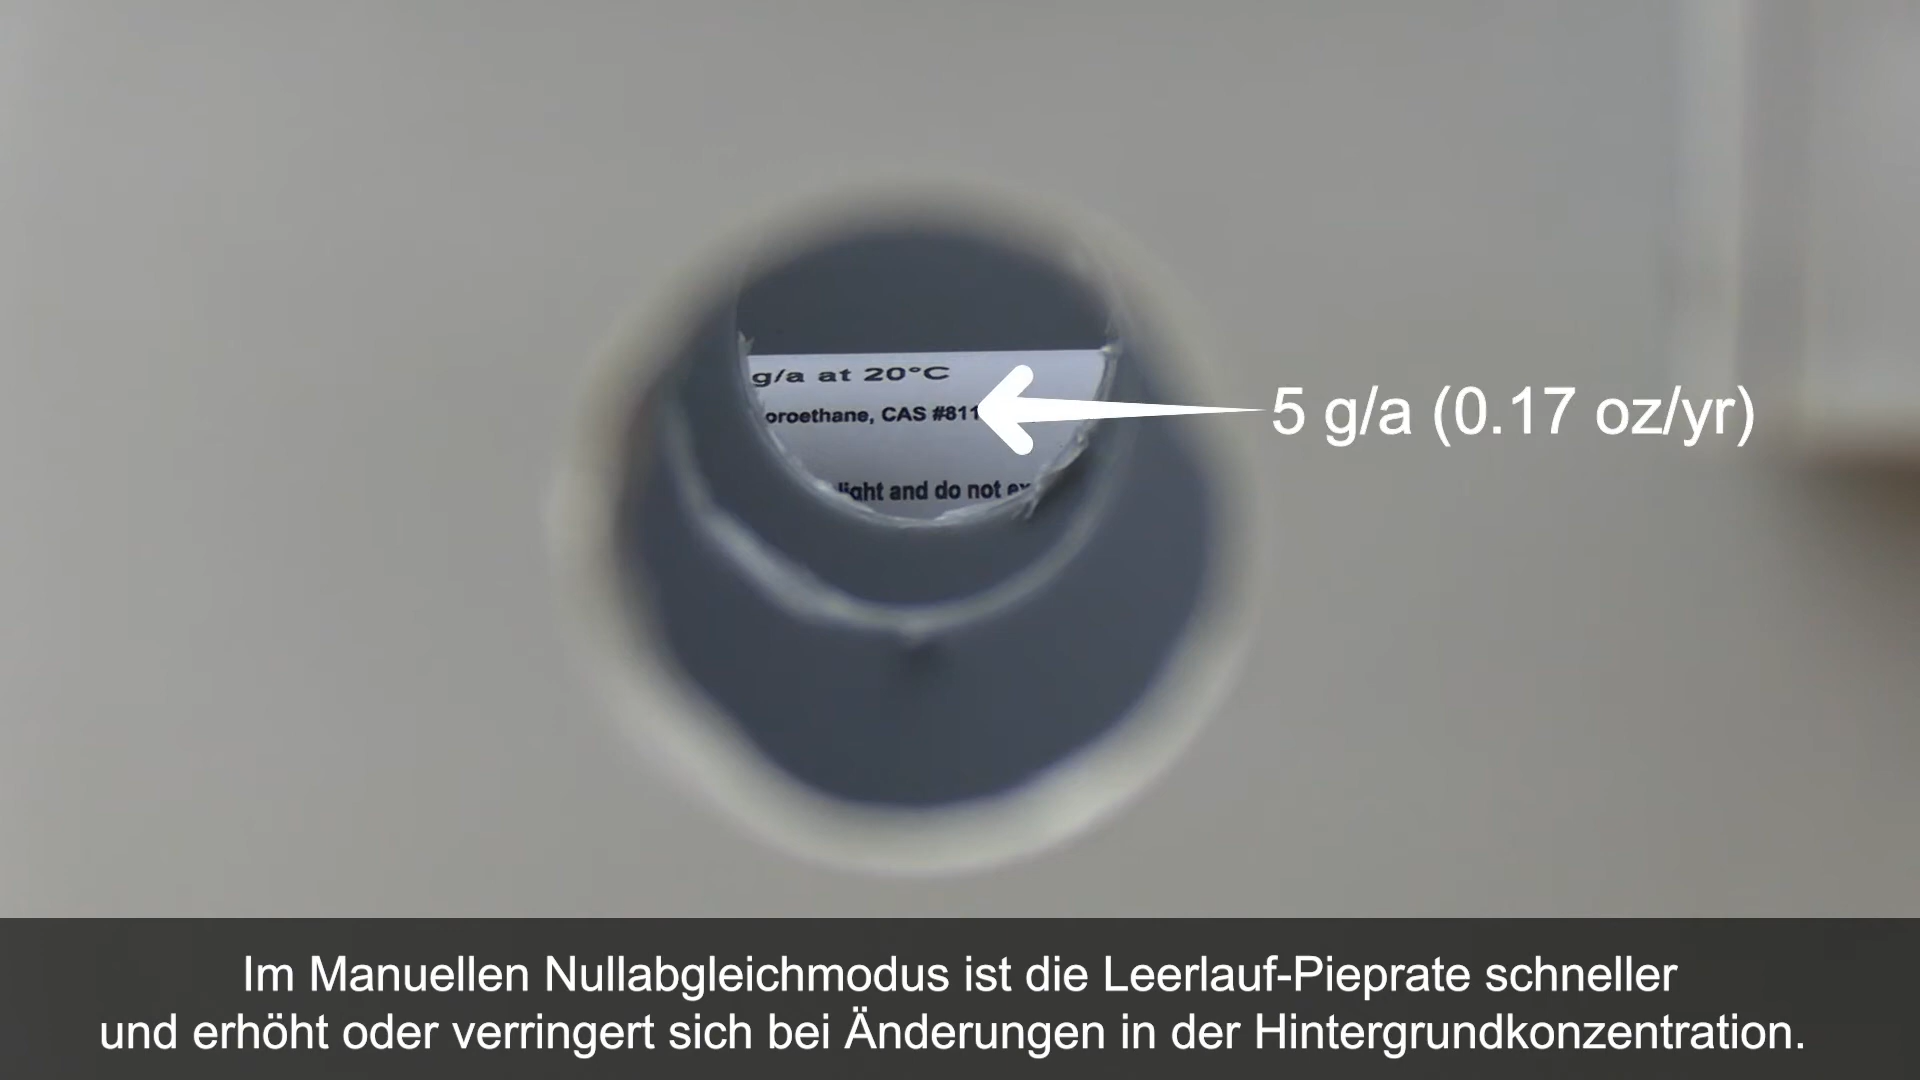 g/a at 20°C
oroethane, CAS #811
5 g/a (0.17 oz/yr)
light and do not
Im Manuellen Nullabgleichmodus ist die Leerlauf-Pieprate schneller
und erhöht oder verringert sich bei Änderungen in der Hintergrundkonzentration.